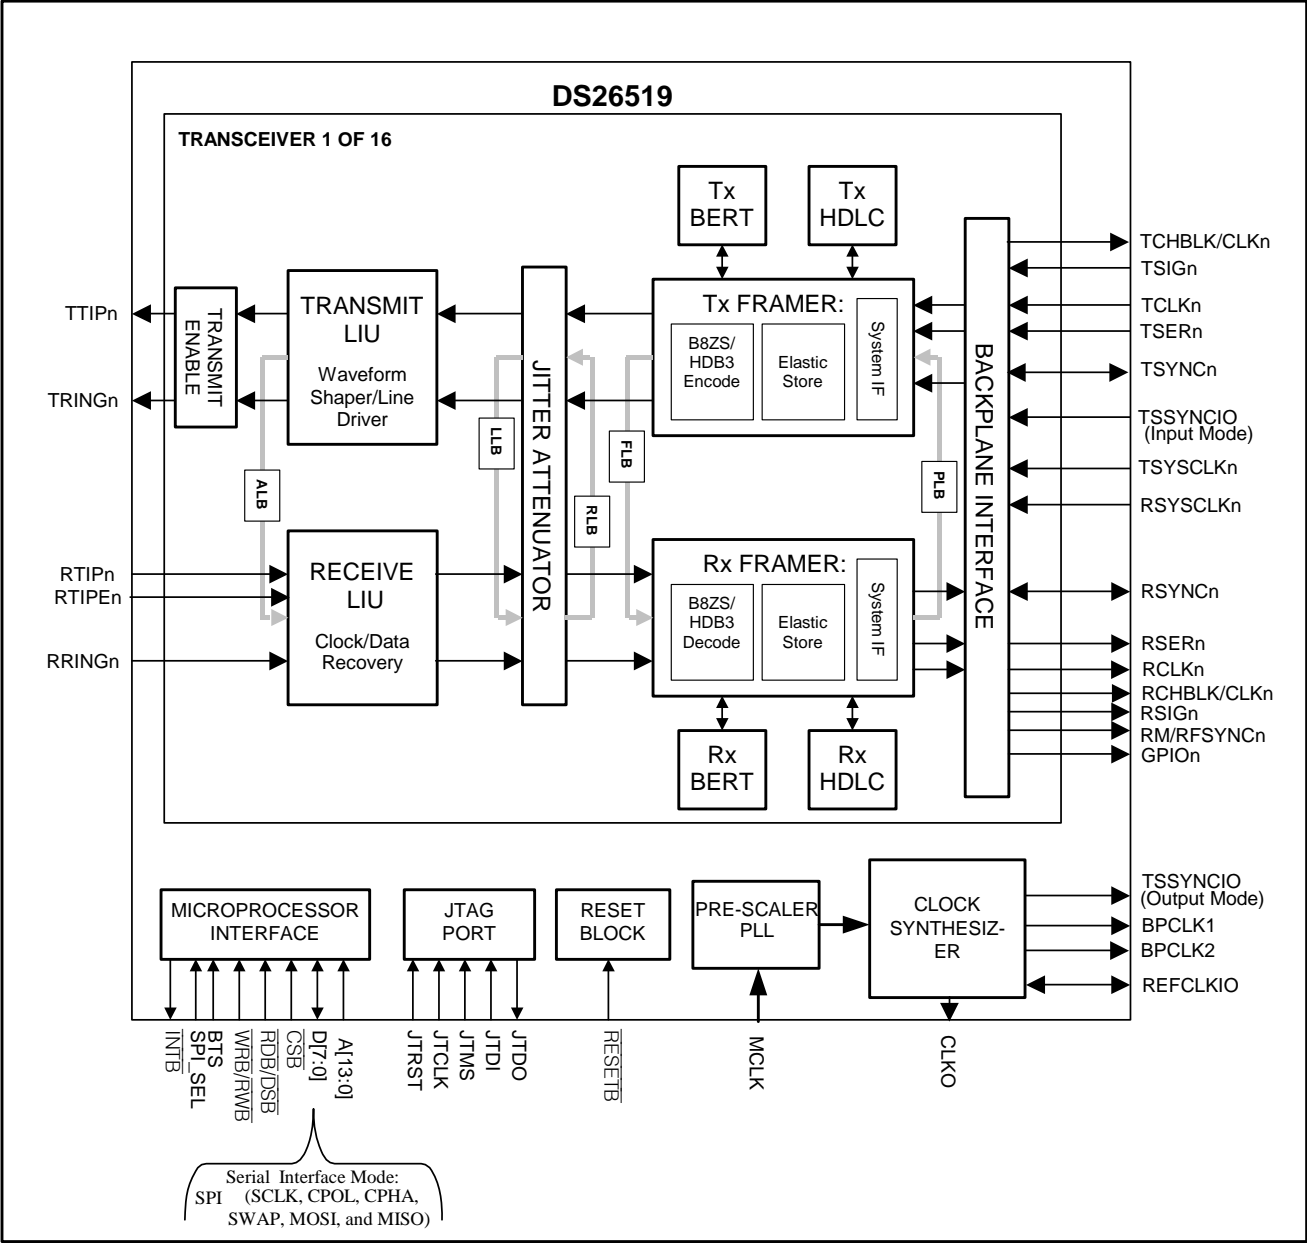 DS26519
TRANSCEIVER 1 OF 16
Tx
BERT
Tx
HDLC
TRANSMIT
ENABLE
TRANSMIT
LIU
Waveform
Shaper/Line
Driver
JITTER ATTENUATOR
Tx FRAMER:
B8ZS/
HDB3
Encode
Elastic
Store
System IF
BACKPLANE INTERFACE
TTIPn
TRINGn
ALB
LLB
RLB
FLB
PLB
RTIPn
RTIPEn
RRINGn
RECEIVE
LIU
Clock/Data
Recovery
Rx FRAMER:
B8ZS/
HDB3
Decode
Elastic
Store
System IF
Rx
BERT
Rx
HDLC
TCHBLK/CLKn
TSIGn
TCLKn
TSERn
TSYNCn
TSSYNCIO
(Input Mode)
TSYSCLKn
RSYSCLKn
RSYNCn
RSERn
RCLKn
RCHBLK/CLKn
RSIGn
RM/RFSYNCn
GPIOn
MICROPROCESSOR
INTERFACE
JTAG
PORT
RESET
BLOCK
PRE-SCALER
PLL
CLOCK
SYNTHESIZ-
ER
TSSYNCIO
(Output Mode)
BPCLK1
BPCLK2
REFCLKIO
INTB
SPI_SEL
BTS
WRB/RWB
RDB/DSB
CSB
D[7:0]
A[13:0]
JTRST
JTCLK
JTMS
JTDI
JTDO
RESETB
MCLK
CLKO
Serial Interface Mode:
SPI (SCLK, CPOL, CPHA,
SWAP, MOSI, and MISO)